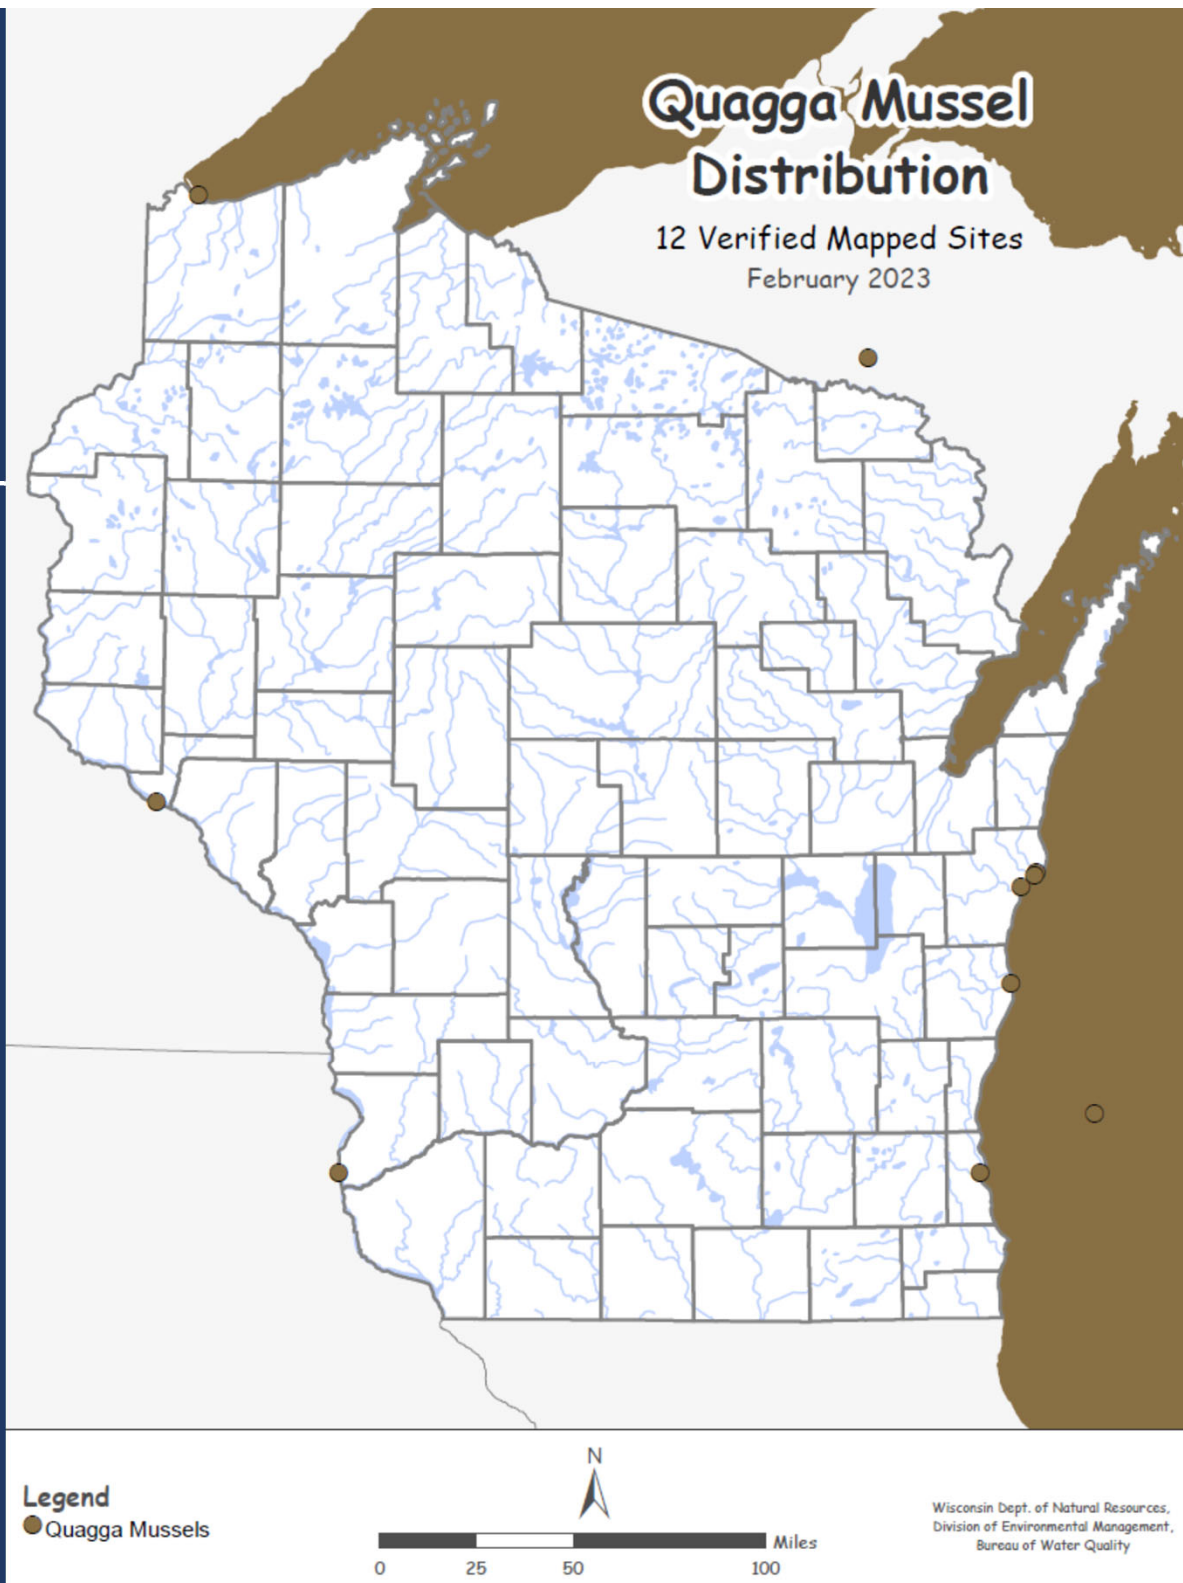 Quagga Mussel
Distribution
12 Verified Mapped Sites
February 2023
N
Legend
Quagga Mussels
Miles
0 25 50 100
Wisconsin Dept. of Natural Resources,
Division of Environmental Management,
Bureau of Water Quality